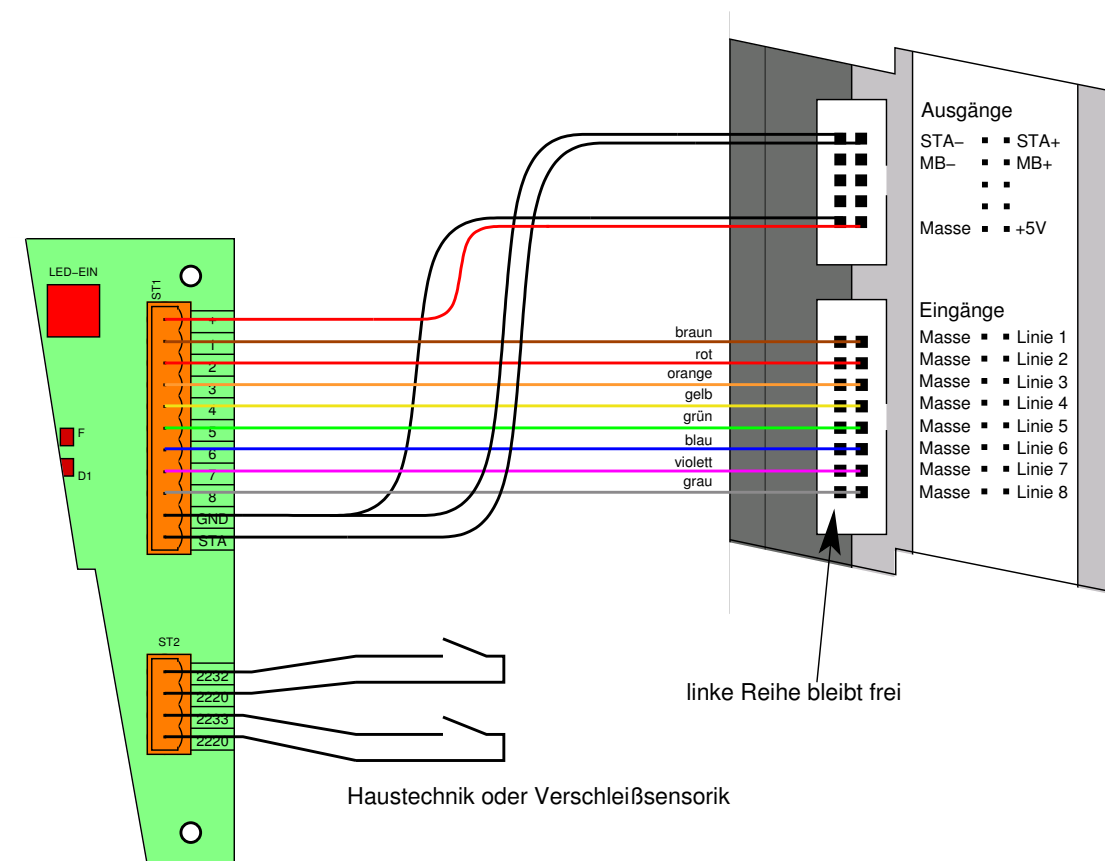 Ausgänge
STA– STA+
MB– MB+
Masse +5V
LED–EIN
ST1
+
1
2
3
4
5
6
7
8
GND
STA
F
D1
braun
rot
orange
gelb
grün
blau
violett
grau
Eingänge
Masse Linie 1
Masse Linie 2
Masse Linie 3
Masse Linie 4
Masse Linie 5
Masse Linie 6
Masse Linie 7
Masse Linie 8
ST2
2232
2220
2233
2220
linke Reihe bleibt frei
Haustechnik oder Verschleißsensorik